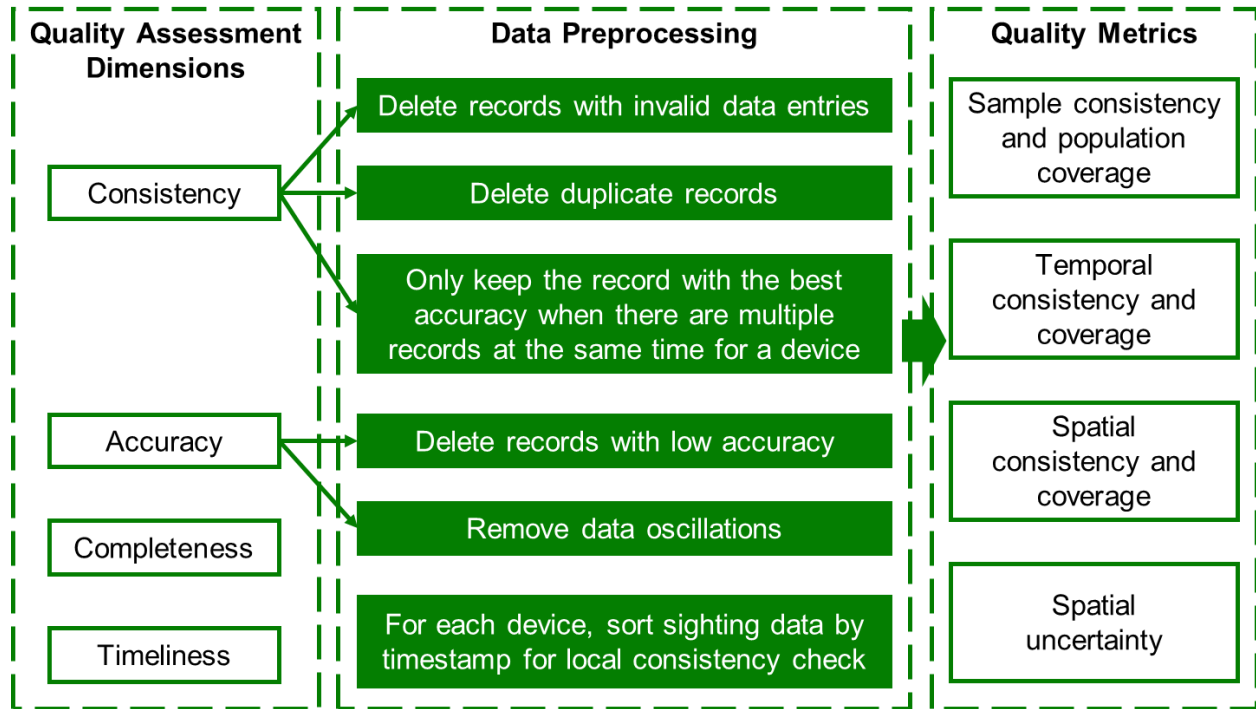 Quality Assessment
Dimensions
Consistency
Accuracy
Completeness
Timeliness
Data Preprocessing
Delete records with invalid data entries
Delete duplicate records
Only keep the record with the best
accuracy when there are multiple
records at the same time for a device
Delete records with low accuracy
Remove data oscillations
For each device, sort sighting data by
timestamp for local consistency check
Quality Metrics
Sample consistency
and population
coverage
Temporal
consistency and
coverage
Spatial
consistency and
coverage
Spatial
uncertainty